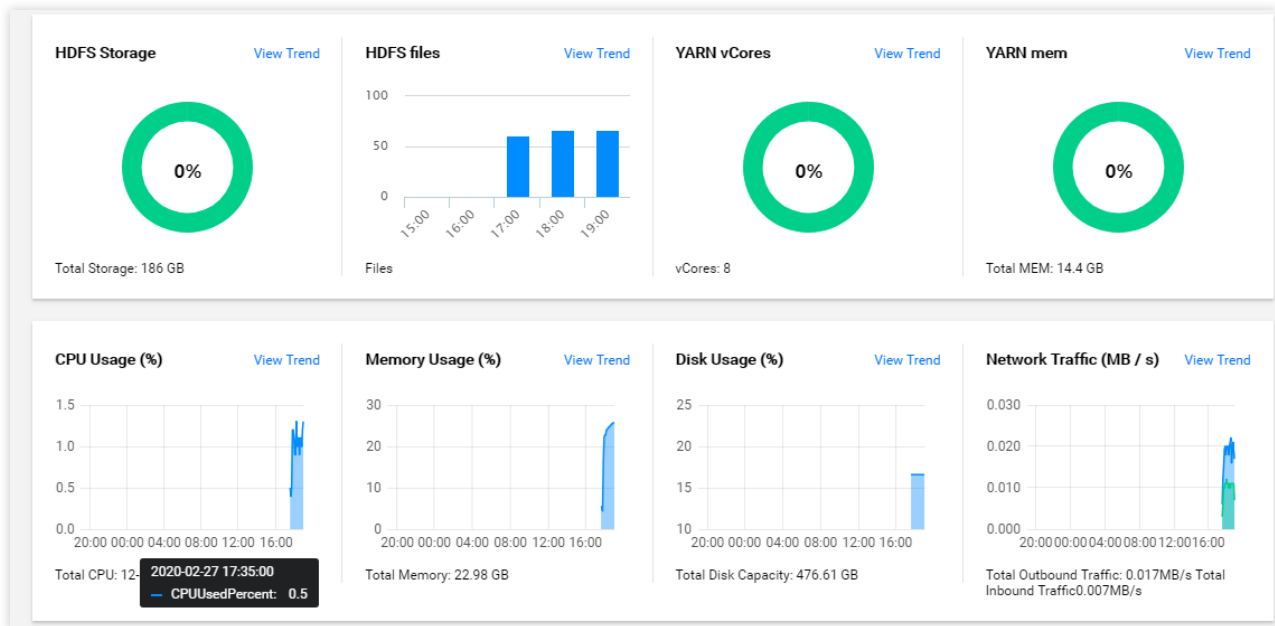 HDFS Storage View Trend
0%
Total Storage: 186 GB
HDFS files View Trend
100
50
0
15:00 16:00 17:00 18:00 19:00
Files
YARN vCores View Trend
0%
vCores: 8
YARN mem View Trend
0%
Total MEM: 14.4 GB
CPU Usage (%) View Trend
1.5
1.0
0.5
0.0
20:00 00:00 04:00 08:00 12:00 16:00
Total CPU: 12-
2020-02-27 17:35:00
CPUUsedPercent: 0.5
Memory Usage (%) View Trend
30
20
10
0
20:00 00:00 04:00 08:00 12:00 16:00
Total Memory: 22.98 GB
Disk Usage (%) View Trend
25
20
15
10
20:00 00:00 04:00 08:00 12:00 16:00
Total Disk Capacity: 476.61 GB
Network Traffic (MB / s) View Trend
0.030
0.020
0.010
0.000
20:00 00:00 04:00 08:00 12:00 16:00
Total Outbound Traffic: 0.017MB/s Total
Inbound Traffic0.007MB/s